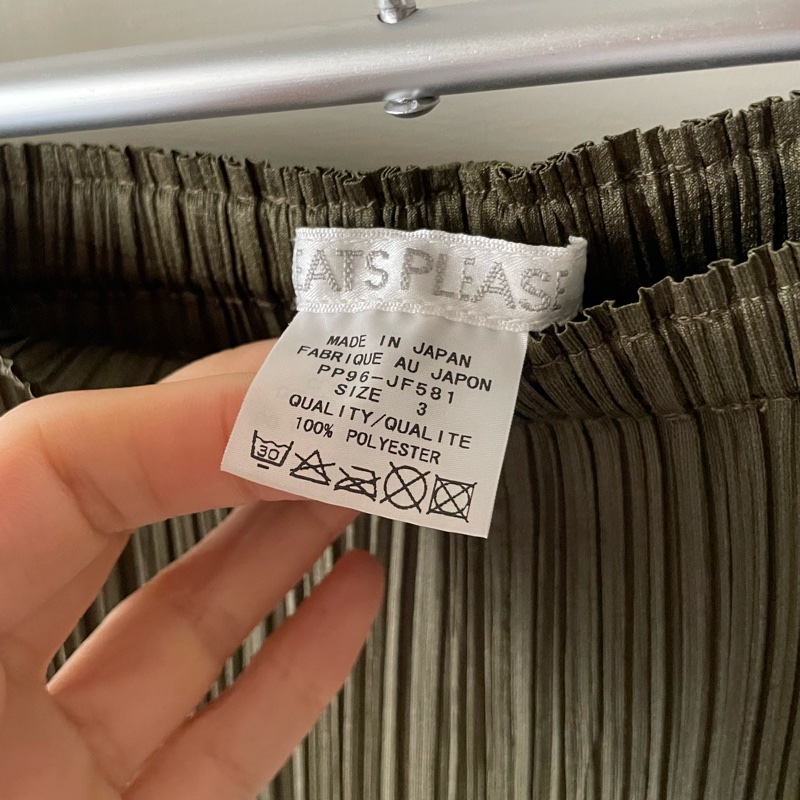 EATS PLEASE
MADE IN JAPAN
FABRIQUE AU JAPON
PP96-JF581
SIZE 3
QUALITY/QUALITE
100% POLYESTER
30